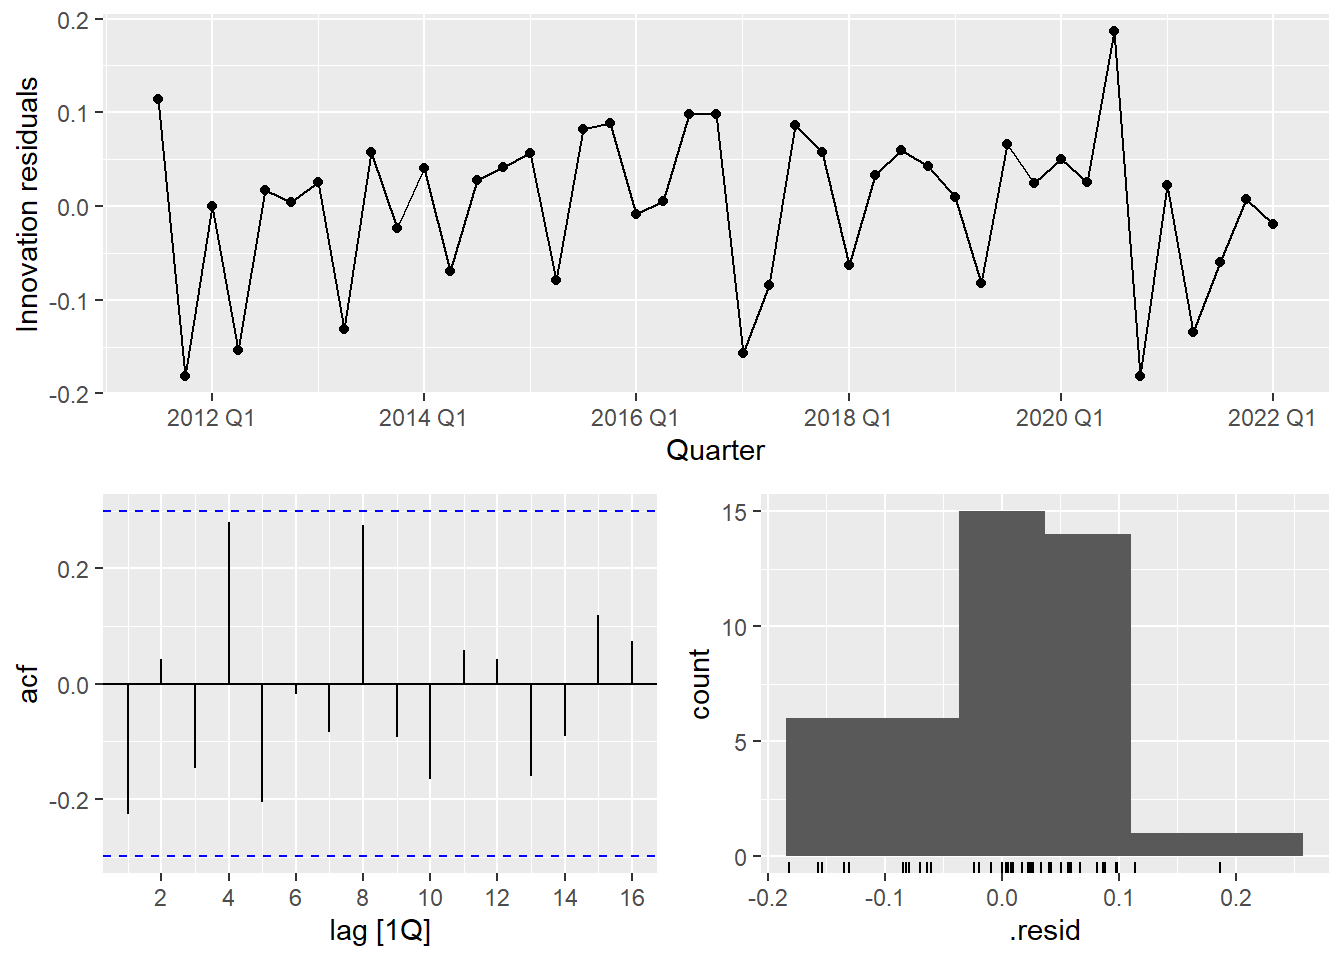 Innovation residuals
0.2
0.1
0.0
-0.1
-0.2
2012 Q1 2014 Q1 2016 Q1 2018 Q1 2020 Q1 2022 Q1
Quarter
acf
0.2
0.0
-0.2
2 4 6 8 10 12 14 16
lag [1Q]
count
15
10
5
0
-0.2 -0.1 0.0 0.1 0.2
.resid